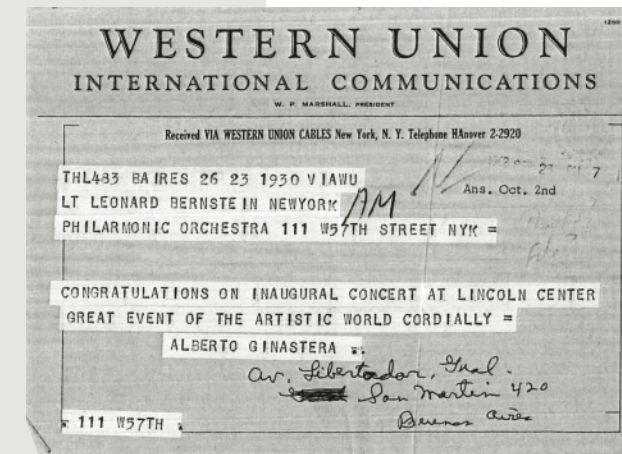 1280
WESTERN UNION
INTERNATIONAL COMMUNICATIONS
W. P. MARSHALL, PRESIDENT
Received VIA WESTERN UNION CABLES New York, N. Y. Telephone HAnover 2-2920
THL483 BAIRES 26 23 1930 VIAWU
7
Ans. Oct. 2nd
LT LEONARD BERNSTEIN NEWYORK AM
PHILARMONIC ORCHESTRA 111 W57TH STREET NYK =
CONGRATULATIONS ON INAUGURAL CONCERT AT LINCOLN CENTER
GREAT EVENT OF THE ARTISTIC WORLD CORDIALLY =
ALBERTO GINASTERA
Av. Libertador Gral.
San Martin 420
Buenos Aires
111 W57TH